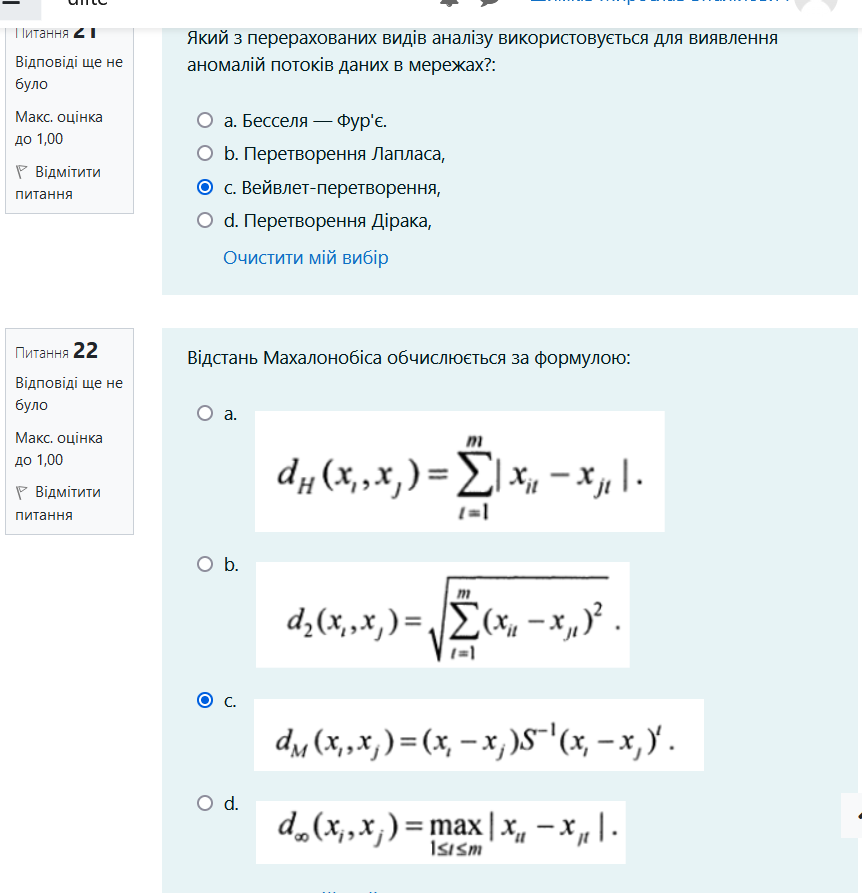 Питання 21
Відповіді ще не
було
Макс. оцінка
до 1,00
Відмітити
питання
Який з перерахованих видів аналізу використовується для виявлення
аномалій потоків даних в мережах?:
a. Бесселя — Фур'є.
b. Перетворення Лапласа,
c. Вейвлет-перетворення,
d. Перетворення Дірака,
Очистити мій вибір
Питання 22
Відповіді ще не
було
Макс. оцінка
до 1,00
Відмітити
питання
Відстань Махалонобіса обчислюється за формулою:
a.
d_H(x_i, x_j) = ∑_{t=1}^{m} | x_{it} − x_{jt} |.
b.
d_2(x_i, x_j) = √(∑_{t=1}^{m} (x_{it} − x_{jt})²) .
c.
d_M(x_i, x_j) = (x_i − x_j)S⁻¹(x_i − x_j)^t .
d.
d_∞(x_i, x_j) = max_{1≤t≤m} | x_{it} − x_{jt} |.